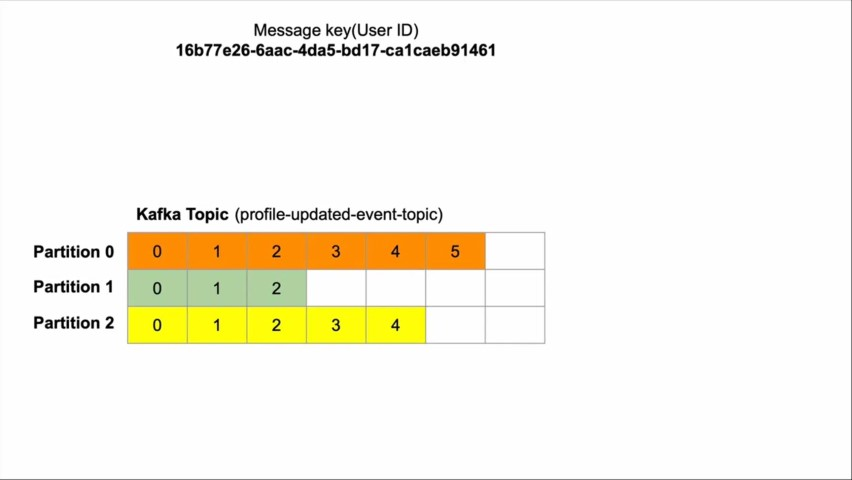 Message key(User ID)
16b77e26-6aac-4da5-bd17-ca1caeb91461
Kafka Topic (profile-updated-event-topic)
Partition 0 0 1 2 3 4 5
Partition 1 0 1 2
Partition 2 0 1 2 3 4